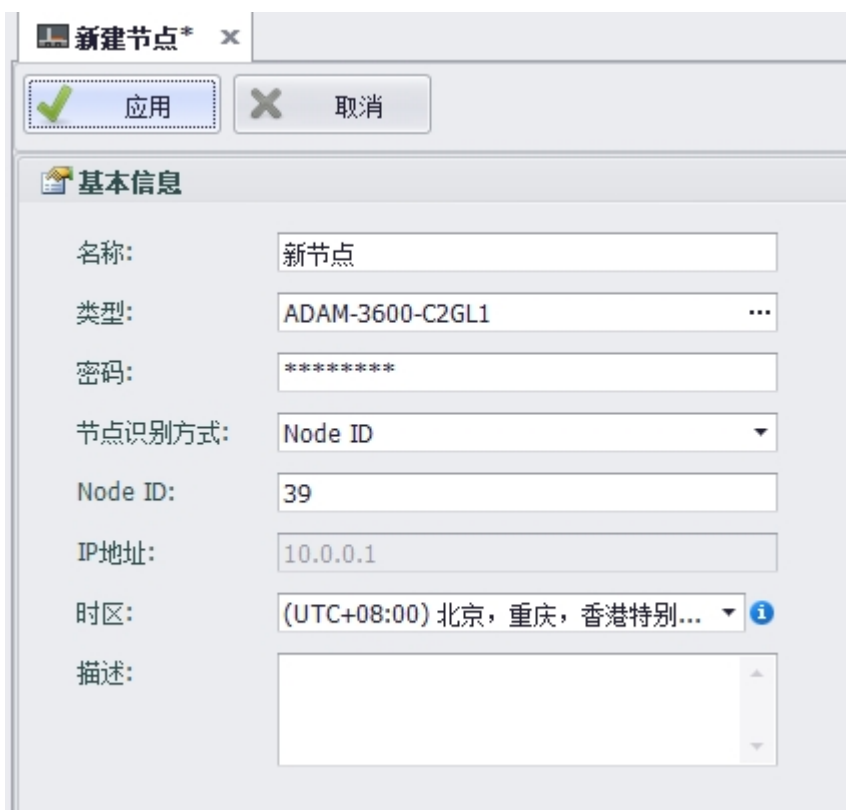 新建节点* ×
应用 取消
基本信息
名称: 新节点
类型: ADAM-3600-C2GL1 ...
密码: ********
节点识别方式: Node ID
Node ID: 39
IP地址: 10.0.0.1
时区: (UTC+08:00) 北京，重庆，香港特别...
描述: